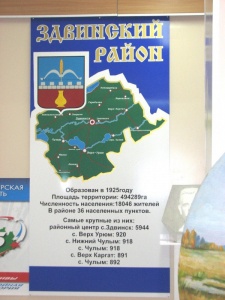 ЗДВИНСКИЙ
РАЙОН
Образован в 1925году
Площадь территории: 494289га
Численность населения:18046 жителей
В районе 36 населенных пунктов.
Самые крупные из них:
районный центр с.Здвинск: 5944
с. Верх Урюм: 920
с. Нижний Чулым: 918
с. Чулым: 918
с. Верх Каргат: 891
с. Чулым: 892